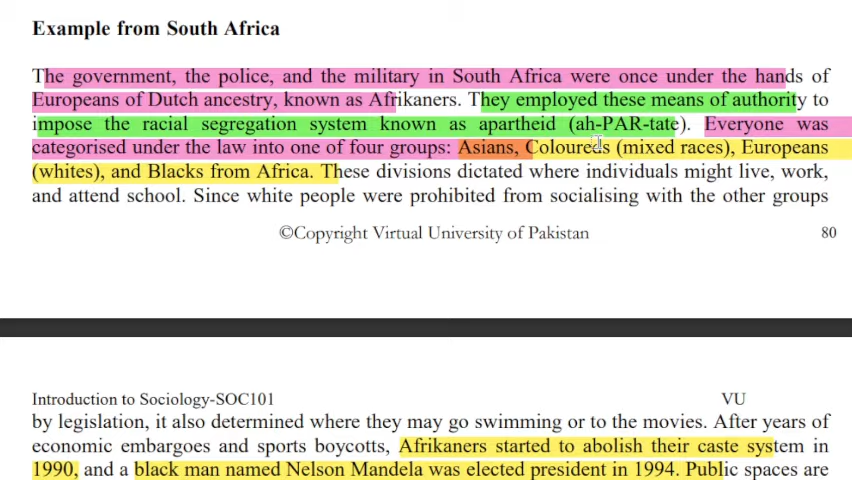 Example from South Africa
The government, the police, and the military in South Africa were once under the hands of
Europeans of Dutch ancestry, known as Afrikaners. They employed these means of authority to
impose the racial segregation system known as apartheid (ah-PAR-tate). Everyone was
categorised under the law into one of four groups: Asians, Coloureds (mixed races), Europeans
(whites), and Blacks from Africa. These divisions dictated where individuals might live, work,
and attend school. Since white people were prohibited from socialising with the other groups
©Copyright Virtual University of Pakistan 80
Introduction to Sociology-SOC101 VU
by legislation, it also determined where they may go swimming or to the movies. After years of
economic embargoes and sports boycotts, Afrikaners started to abolish their caste system in
1990, and a black man named Nelson Mandela was elected president in 1994. Public spaces are